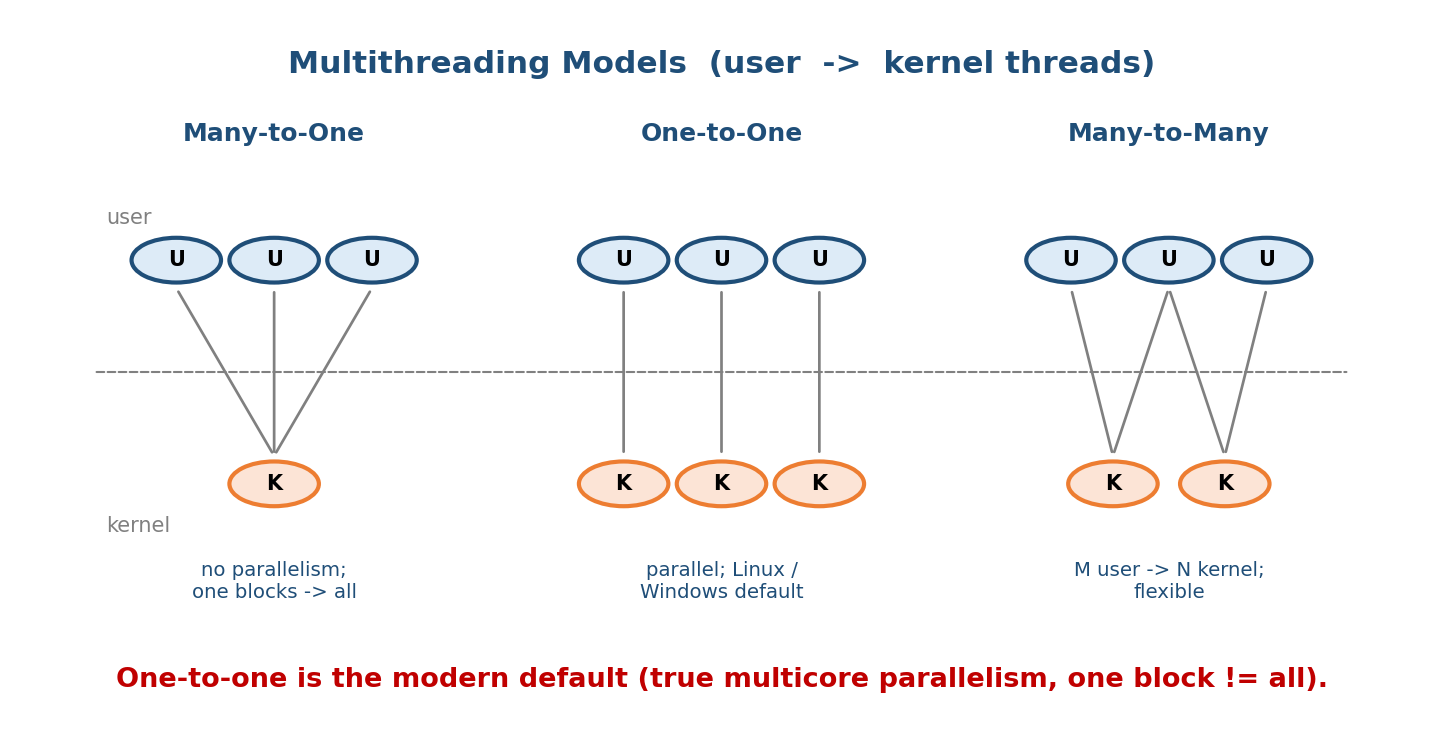 Multithreading Models  (user  ->  kernel threads)
Many-to-One
One-to-One
Many-to-Many
user
U U U
U U U
U U U
K
K K K
K K
kernel
no parallelism;
one blocks -> all
parallel; Linux /
Windows default
M user -> N kernel;
flexible
One-to-one is the modern default (true multicore parallelism, one block != all).